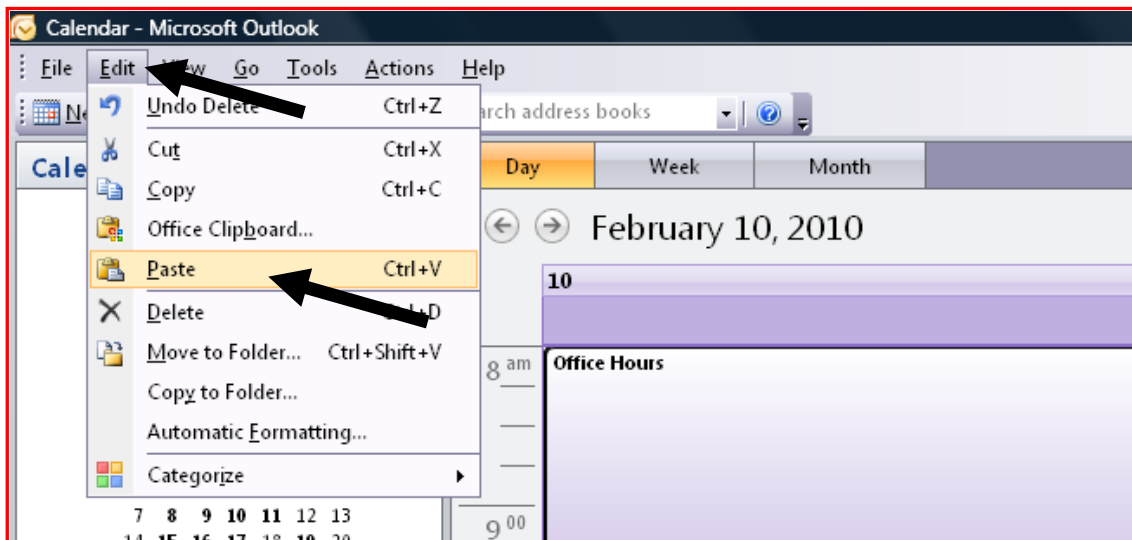 Calendar - Microsoft Outlook
File Edit View Go Tools Actions Help
Undo Delete Ctrl+Z
address books
Cut Ctrl+X
Day Week Month
Copy Ctrl+C
Office Clipboard...
February 10, 2010
Paste Ctrl+V
10
Delete
Move to Folder... Ctrl+Shift+V
8 am Office Hours
Copy to Folder...
Automatic Formatting...
Categorize
7 8 9 10 11 12 13
9 00